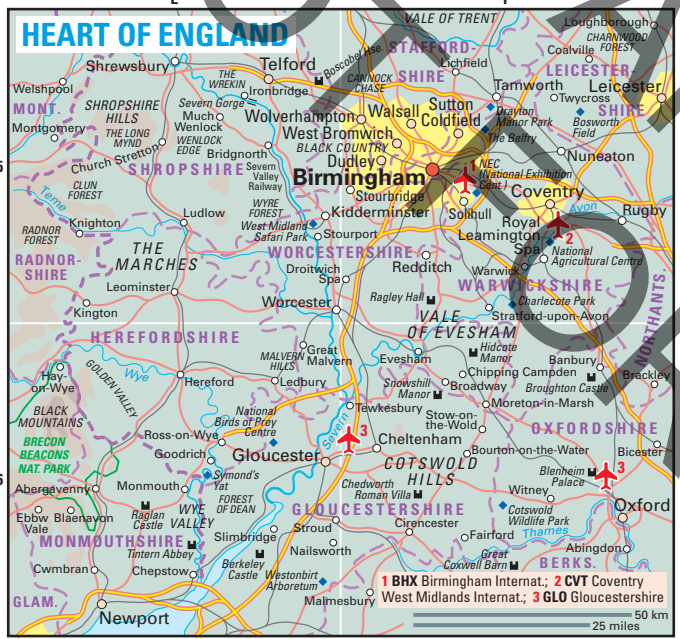 HEART OF ENGLAND
VALE OF TRENT
Loughborough
CHARNWOOD
FOREST
Boscobel Hse.
STAFFORD-
SHIRE
Coalville
Shrewsbury
Telford
Lichfield
LEICESTER.
SHIRE
Welshpool
THE
WREKIN
Ironbridge
CANNOCK
CHASE
Tamworth
Twycross
Leicester
MONT.
SHROPSHIRE
HILLS
Severn Gorge
Wolverhampton
Walsall
Sutton
Coldfield
Drayton
Manor Park
Bosworth
Field
Montgomery
THE LONG
MYND
Much
Wenlock
WENLOCK
EDGE
West Bromwich
BLACK COUNTRY
The Belfry
Church Stretton
Bridgnorth
Dudley
Nuneaton
SHROPSHIRE
Severn
Valley
Railway
Birmingham
1
NEC
(National Exhibition
Cent.)
CLUN
FOREST
Stourbridge
Coventry
Teme
WYRE
FOREST
Kidderminster
Solihull
Avon
Rugby
Knighton
Ludlow
West Midland
Safari Park
Stourport
Royal
Leamington
Spa
2
RADNOR
FOREST
THE
MARCHES
WORCESTERSHIRE
National
Agricultural Centre
RADNOR-
SHIRE
Droitwich
Spa
Redditch
Warwick
WARWICKSHIRE
Leominster
Ragley Hall
Charlecote Park
NORTHANTS.
Kington
Worcester
VALE
OF EVESHAM
Stratford-upon-Avon
HEREFORDSHIRE
MALVERN
HILLS
Great
Malvern
Evesham
Hidcote
Manor
Banbury
Hay-
on-Wye
GOLDEN VALLEY
Wye
Hereford
Ledbury
Snowshill
Manor
Chipping Campden
Broadway
Broughton Castle
Brackley
BLACK
MOUNTAINS
National
Birds of Prey
Centre
Tewkesbury
Moreton-in-Marsh
BRECON
BEACONS
NAT. PARK
Ross-on-Wye
Severn
3
Stow-on-
the-Wold
OXFORDSHIRE
Goodrich
Gloucester
Cheltenham
Bourton-on-the-Water
Bicester
Symond's
Yat
COTSWOLD
HILLS
Blenheim
Palace
3
Abergavenny
Monmouth
FOREST
OF DEAN
Chedworth
Roman Villa
Witney
Ebbw
Vale
Blaenavon
Raglan
Castle
WYE
VALLEY
GLOUCESTERSHIRE
Cotswold
Wildlife Park
Oxford
MONMOUTHSHIRE
Slimbridge
Stroud
Cirencester
Fairford
Thames
Tintern Abbey
Nailsworth
Abingdon
Cwmbran
Chepstow
Berkeley
Castle
Westonbirt
Arboretum
Great
Coxwell Barn
BERKS.
GLAM.
Malmesbury
Newport
1 BHX Birmingham Internat.; 2 CVT Coventry
West Midlands Internat.; 3 GLO Gloucestershire
50 km
25 miles